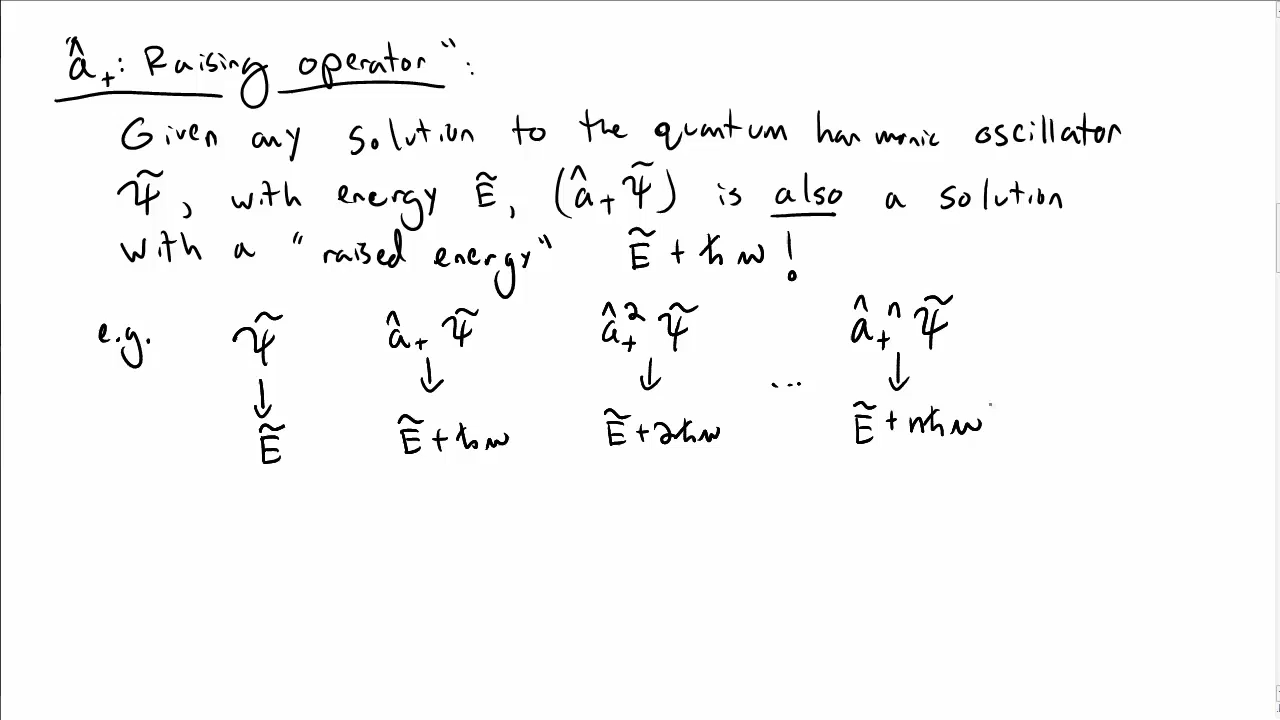 "â₊: Raising operator":
Given any solution to the quantum harmonic oscillator
Ψ̃, with energy Ẽ, (â₊Ψ̃) is also a solution
with a "raised energy" Ẽ + ħω!
e.g. Ψ̃ â₊Ψ̃ â₊²Ψ̃ â₊ⁿΨ̃
↓ ↓ ↓ ... ↓
Ẽ Ẽ+ħω Ẽ+2ħω Ẽ+nħω